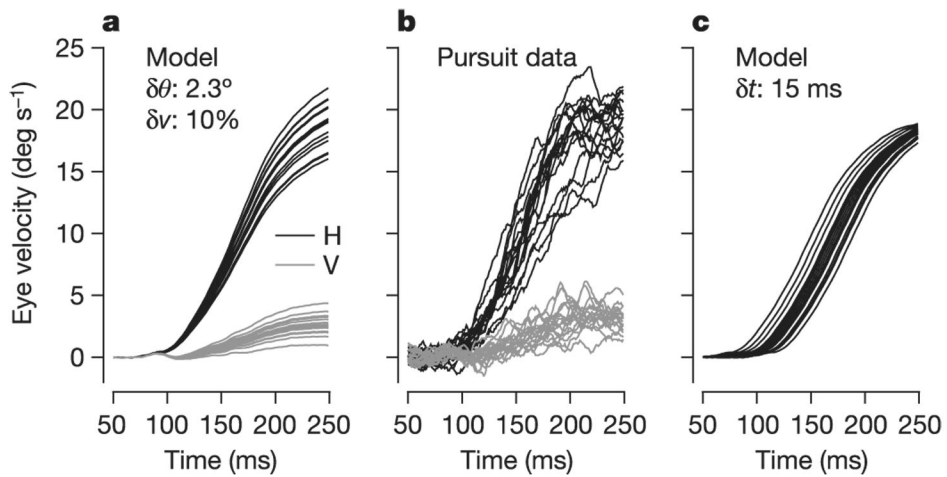 a
Model
δθ: 2.3º
δv: 10%
b
Pursuit data
c
Model
δt: 15 ms
Eye velocity (deg s⁻¹)
25
20
15
10
5
0
H
V
50 100 150 200 250
50 100 150 200 250
50 100 150 200 250
Time (ms)
Time (ms)
Time (ms)